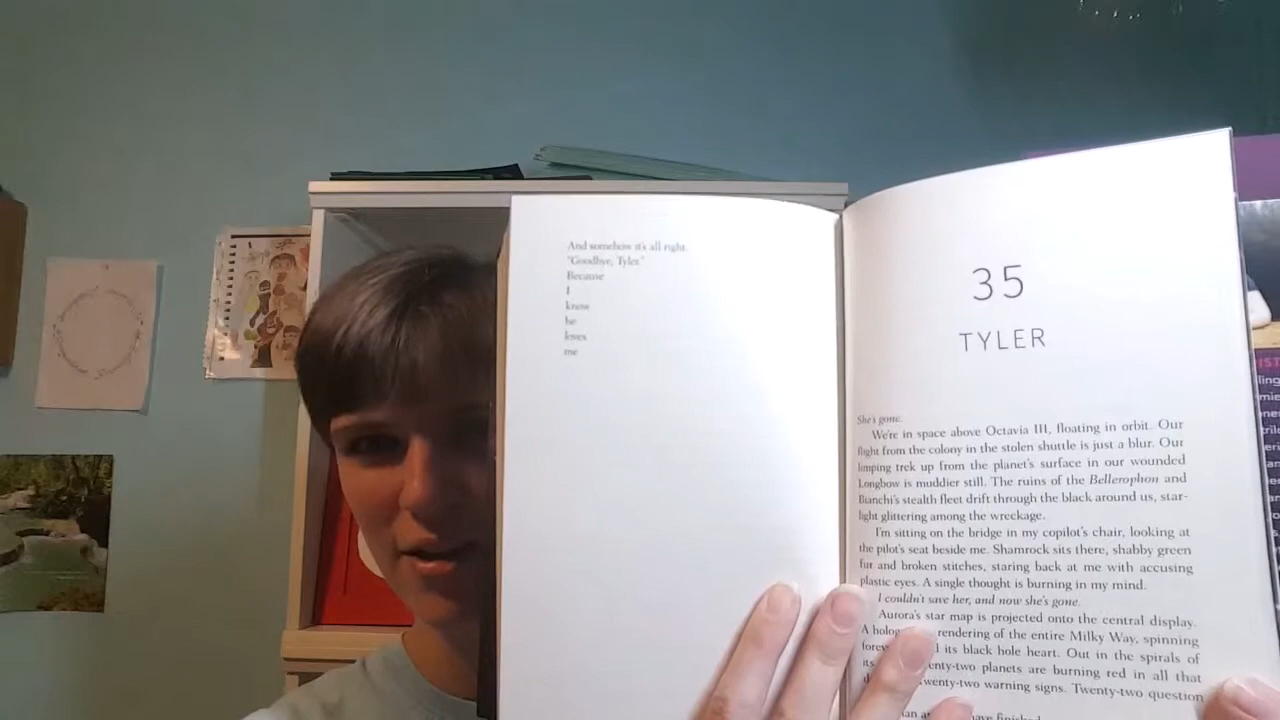 And somehow it's all right.
"Goodbye, Tyler."
Because
I
know
he
loves
me
35
TYLER
She's gone.
We're in space above Octavia III, floating in orbit. Our
flight from the colony in the stolen shuttle is just a blur. Our
limping trek up from the planet's surface in our wounded
Longbow is muddier still. The ruins of the Bellerophon and
Bianchi's stealth fleet drift through the black around us, star-
light glittering among the wreckage.
I'm sitting on the bridge in my copilot's chair, looking at
the pilot's seat beside me. Shamrock sits there, shabby green
fur and broken stitches, staring back at me with accusing
plastic eyes. A single thought is burning in my mind.
I couldn't save her, and now she's gone.
Aurora's star map is projected onto the central display.
A rendering of the entire Milky Way, spinning
its black hole heart. Out in the spirals of
planets are burning red in all that
warning signs. Twenty-two question
have finished